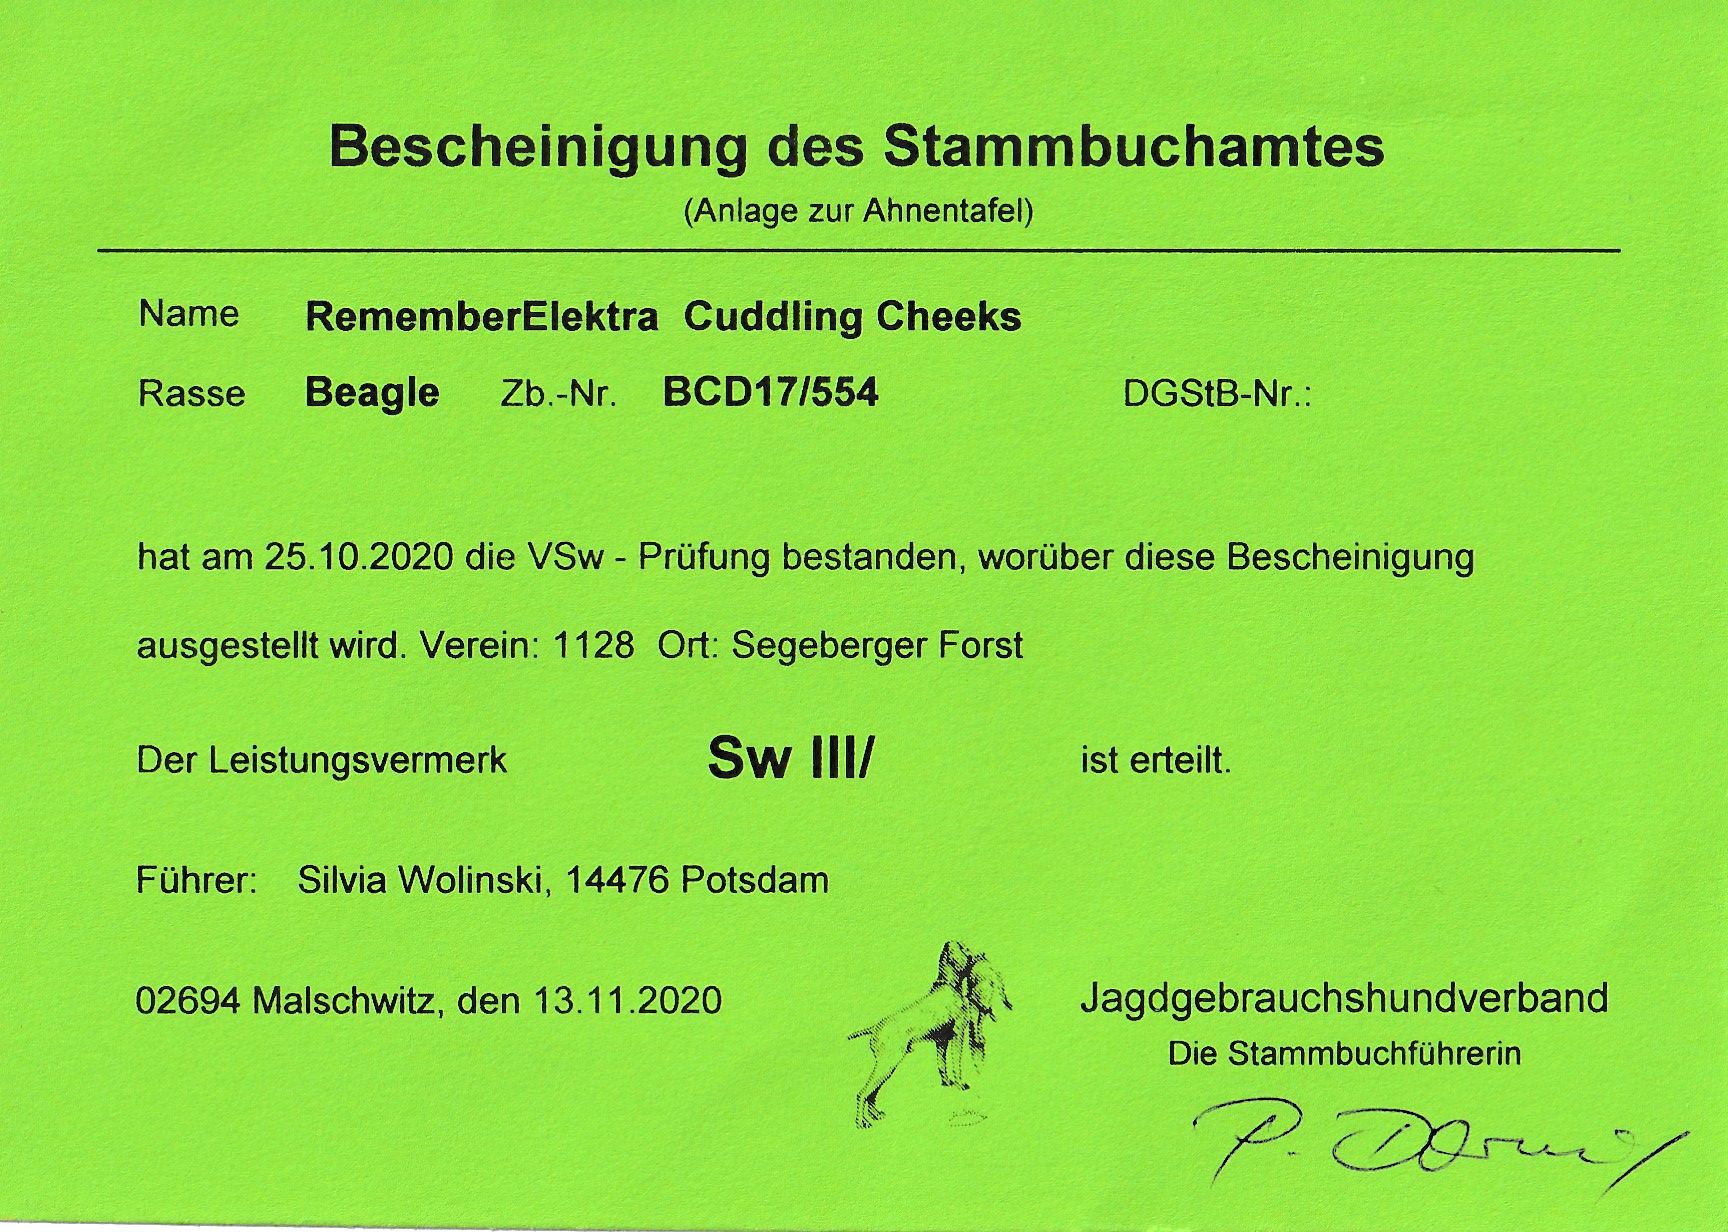 Bescheinigung des Stammbuchamtes
(Anlage zur Ahnentafel)
Name RememberElektra Cuddling Cheeks
Rasse Beagle Zb.-Nr. BCD17/554 DGStB-Nr.:
hat am 25.10.2020 die VSw - Prüfung bestanden, worüber diese Bescheinigung
ausgestellt wird. Verein: 1128 Ort: Segeberger Forst
Der Leistungsvermerk Sw III/ ist erteilt.
Führer: Silvia Wolinski, 14476 Potsdam
02694 Malschwitz, den 13.11.2020
Jagdgebrauchshundverband
Die Stammbuchführerin
P.